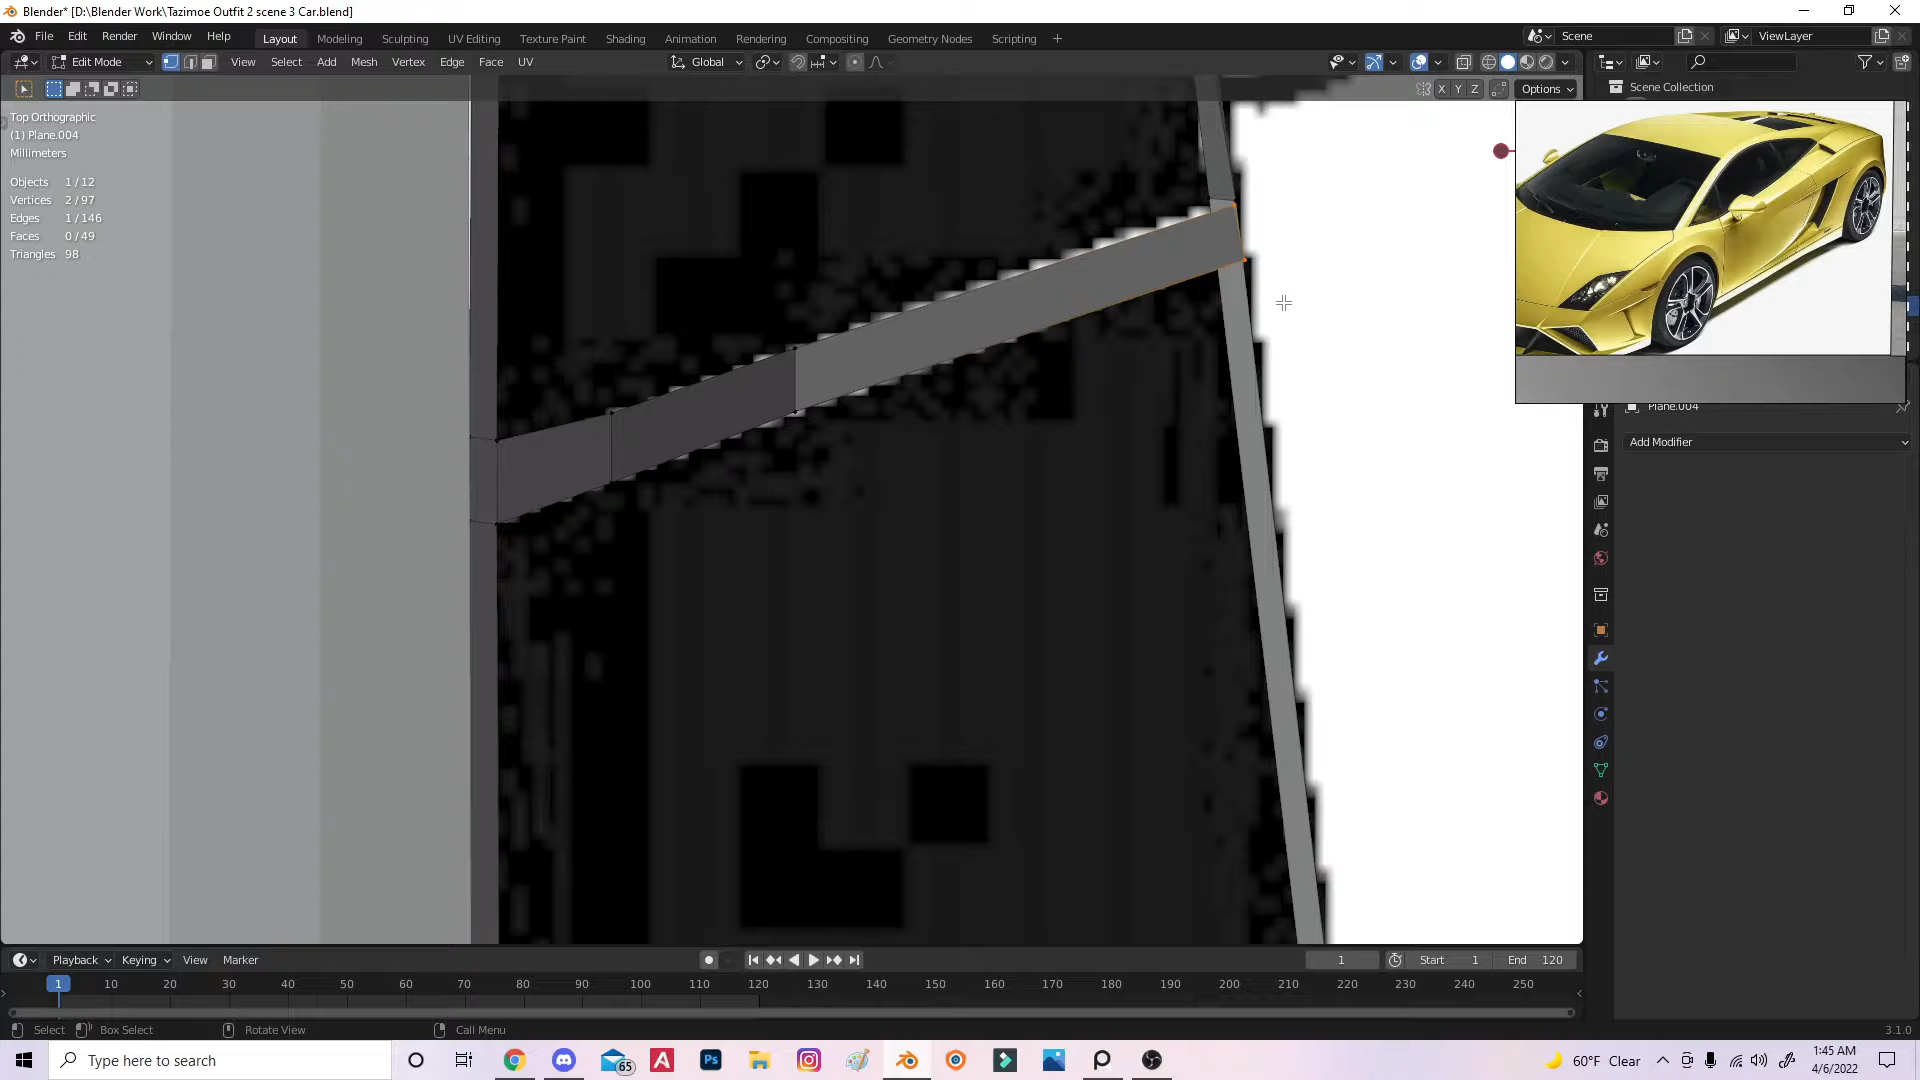 Blender* [D:\Blender Work\Tazimoe Outfit 2 scene 3 Car.blend]
File Edit Render Window Help Layout Modeling Sculpting UV Editing Texture Paint Shading Animation Rendering Compositing Geometry Nodes Scripting + Scene ViewLayer
Edit Mode View Select Add Mesh Vertex Edge Face UV Global
X Y Z Options Scene Collection
Top Orthographic
(1) Plane.004
Millimeters
Objects 1 / 12
Vertices 2 / 97
Edges 1 / 146
Faces 0 / 49
Triangles 98
Plane.004
Add Modifier
Playback Keying View Marker 1 Start 1 End 120
1 10 20 30 40 50 60 70 80 90 100 110 120 130 140 150 160 170 180 190 200 210 220 230 240 250
Select Box Select Rotate View Call Menu 3.1.0
Type here to search 65 Ps 60°F Clear 1:45 AM
4/6/2022